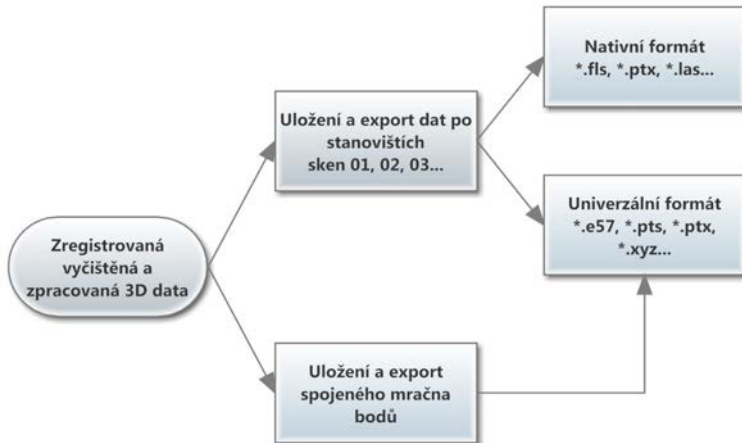 Zregistrovaná
vyčištěná a
zpracovaná 3D data
Uložení a export dat po
stanovištích
sken 01, 02, 03...
Nativní formát
*.fls, *.ptx, *.las...
Univerzální formát
*.e57, *.pts, *.ptx,
*.xyz...
Uložení a export
spojeného mračna
bodů